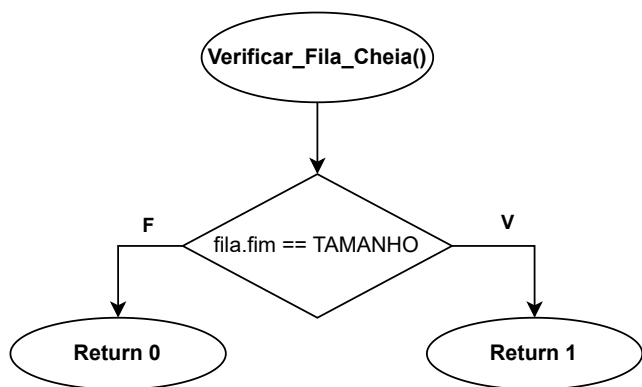 Verificar_Fila_Cheia()
F
V
fila.fim == TAMANHO
Return 0
Return 1